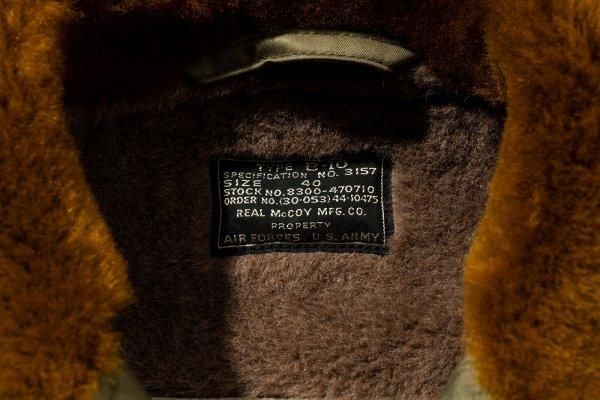 TYPE B-10
SPECIFICATION NO. 3157
SIZE 40
STOCK NO. 8300-470710
ORDER NO. (30-053) 44-10475
REAL McCOY MFG. CO.
PROPERTY
AIR FORCES, U.S. ARMY